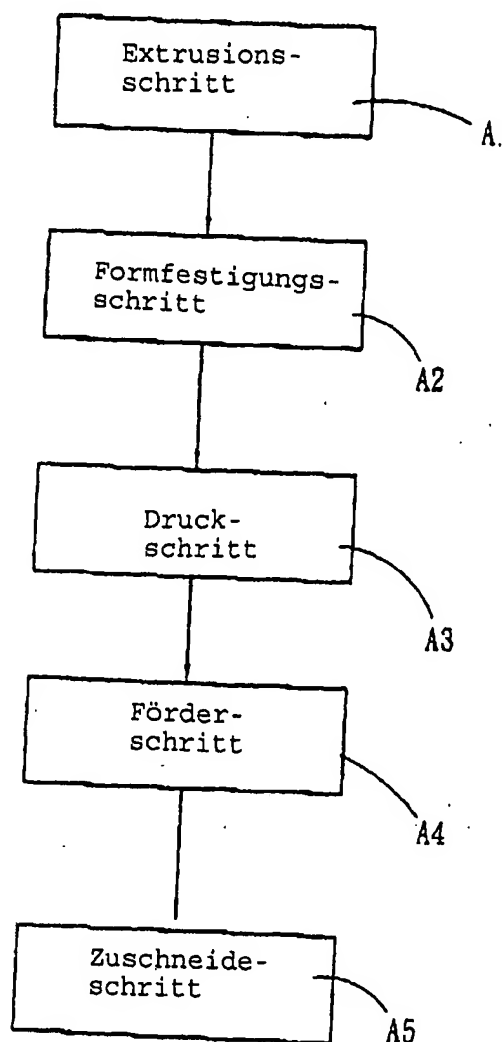 Extrusions-
schritt
A.
Formfestigungs-
schritt
A2
Druck-
schritt
A3
Förder-
schritt
A4
Zuschneide-
schritt
A5